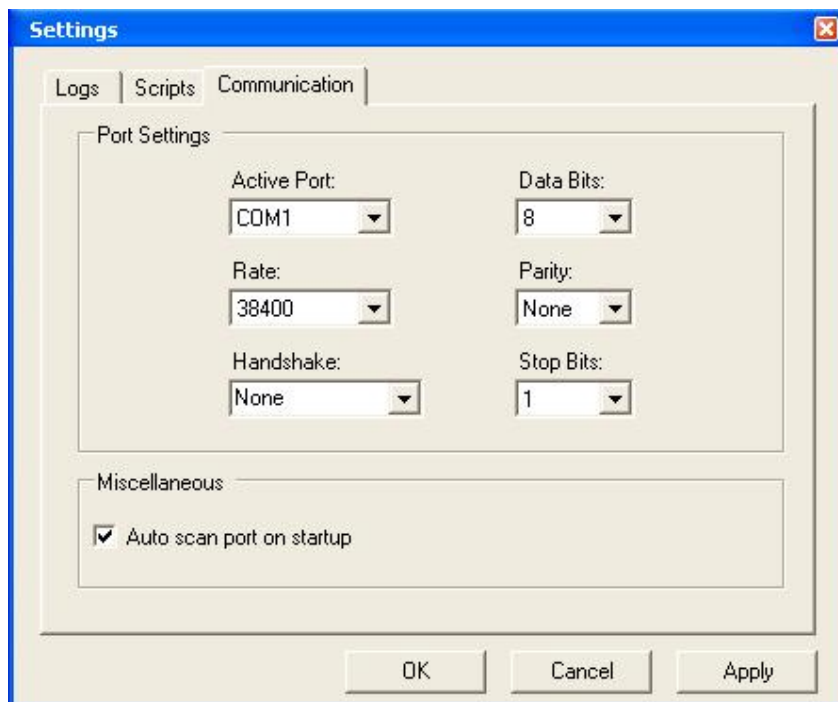 Settings
Logs Scripts Communication
Port Settings
Active Port: Data Bits:
COM1 8
Rate: Parity:
38400 None
Handshake: Stop Bits:
None 1
Miscellaneous
Auto scan port on startup
OK Cancel Apply